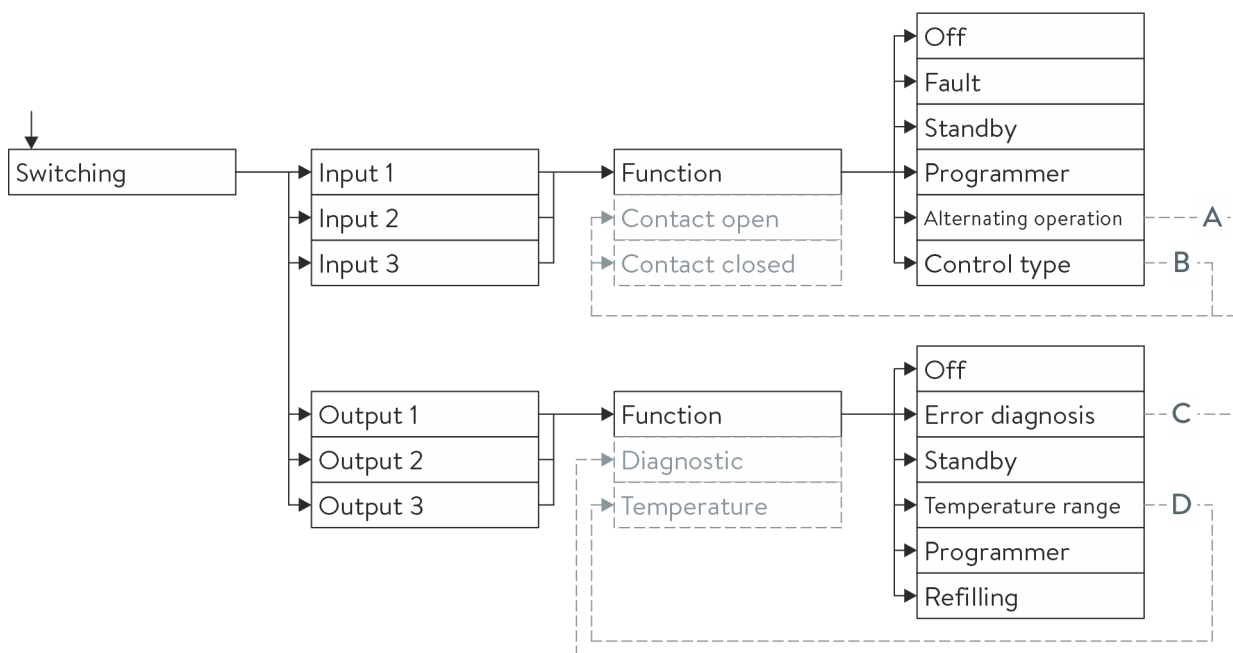 Switching
Input 1
Input 2
Input 3
Function
Contact open
Contact closed
Off
Fault
Standby
Programmer
Alternating operation
A
Control type
B
Output 1
Output 2
Output 3
Function
Diagnostic
Temperature
Off
Error diagnosis
C
Standby
Temperature range
D
Programmer
Refilling